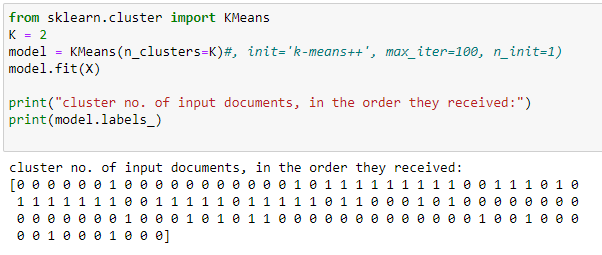 from sklearn.cluster import KMeans
K = 2
model = KMeans(n_clusters=K)#, init='k-means++', max_iter=100, n_init=1)
model.fit(X)
print("cluster no. of input documents, in the order they received:")
print(model.labels_)
cluster no. of input documents, in the order they received:
[0 0 0 0 0 0 1 0 0 0 0 0 0 0 0 0 0 0 1 0 1 1 1 1 1 1 1 1 1 0 0 1 1 1 0 1 0
1 1 1 1 1 1 1 0 0 1 1 1 1 1 0 1 1 1 1 1 0 1 1 0 0 0 1 0 1 0 0 0 0 0 0 0 0
0 0 0 0 0 0 0 1 0 0 0 1 0 1 0 1 1 0 0 0 0 0 0 0 0 0 0 0 0 0 1 0 0 1 0 0 0
0 0 1 0 0 0 1 0 0 0]